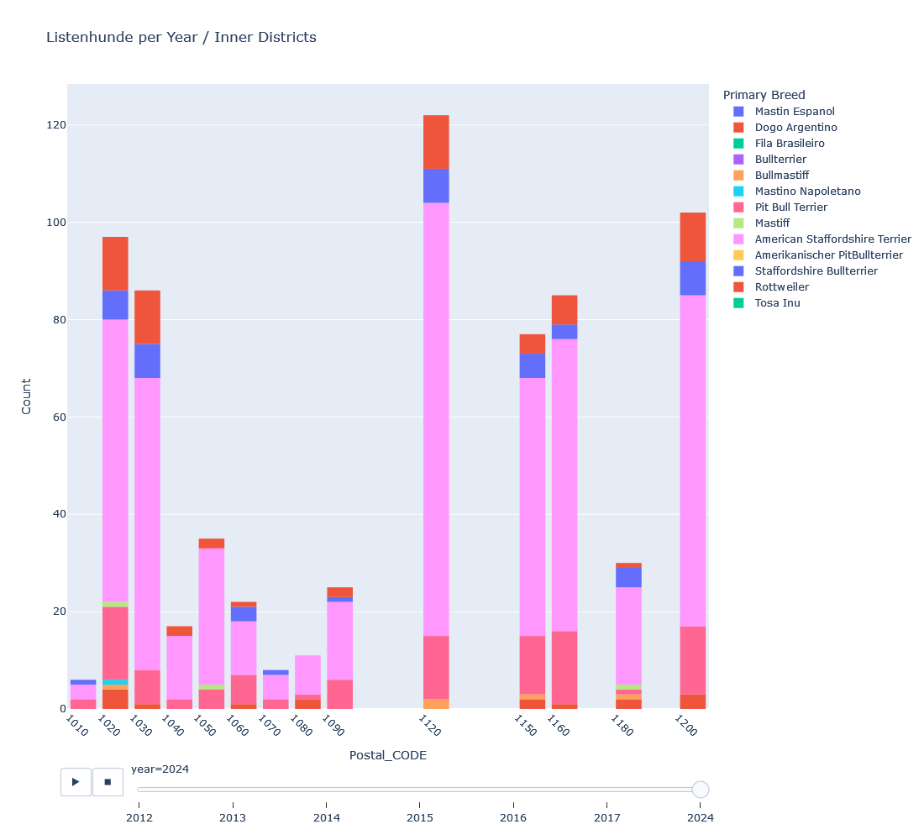 Listenhunde per Year / Inner Districts
Primary Breed
Mastin Espanol
Dogo Argentino
Fila Brasileiro
Bullterrier
Bullmastiff
Mastino Napoletano
Pit Bull Terrier
Mastiff
American Staffordshire Terrier
Amerikanischer PitBullterrier
Staffordshire Bullterrier
Rottweiler
Tosa Inu
Count
120
100
80
60
40
20
0
1010 1020 1030 1040 1050 1060 1070 1080 1090 1120 1150 1160 1180 1200
Postal_CODE
year=2024
2012 2013 2014 2015 2016 2017 2024